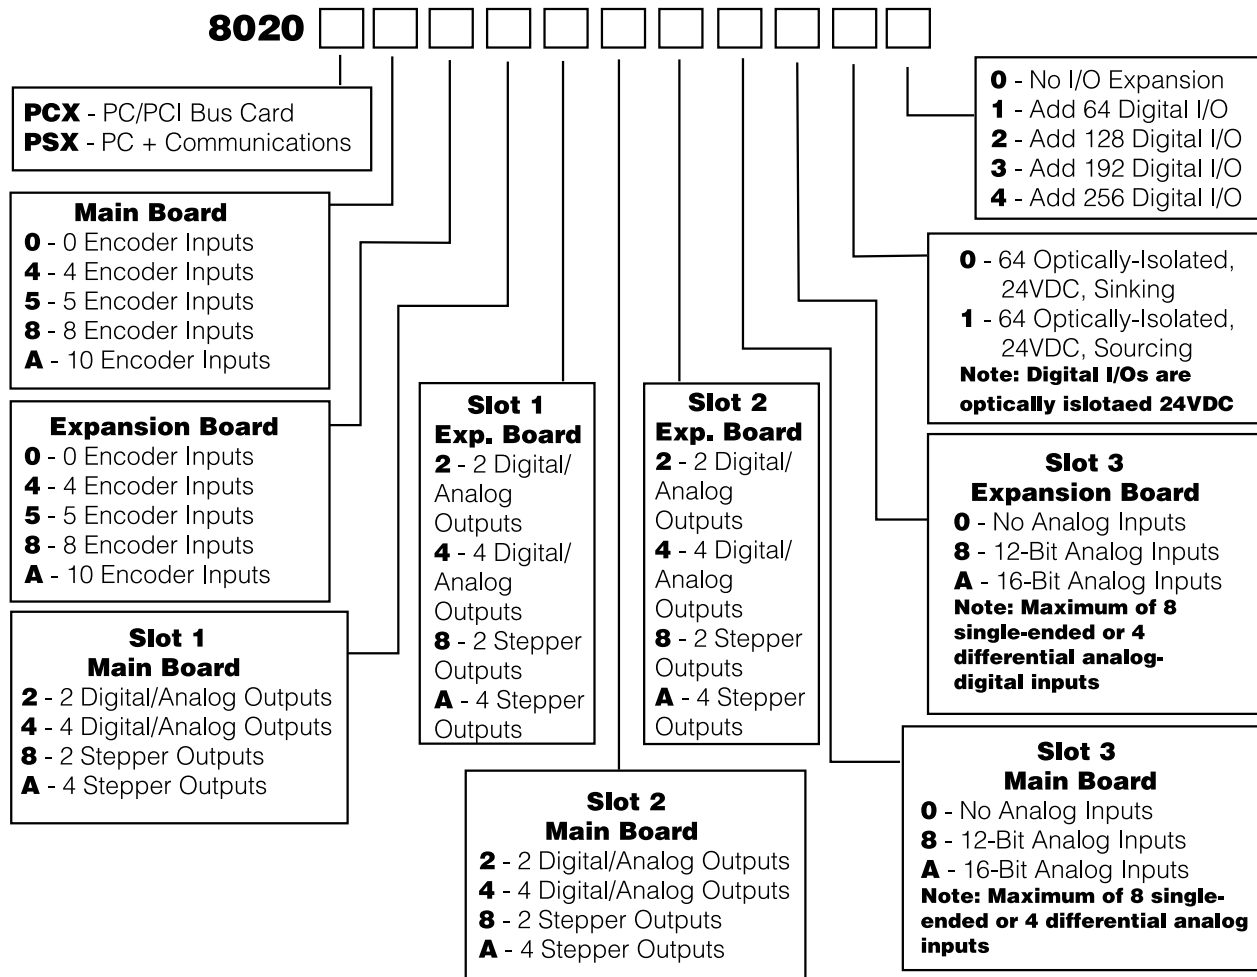 8020
PCX - PC/PCI Bus Card
PSX - PC + Communications
Main Board
0 - 0 Encoder Inputs
4 - 4 Encoder Inputs
5 - 5 Encoder Inputs
8 - 8 Encoder Inputs
A - 10 Encoder Inputs
Expansion Board
0 - 0 Encoder Inputs
4 - 4 Encoder Inputs
5 - 5 Encoder Inputs
8 - 8 Encoder Inputs
A - 10 Encoder Inputs
Slot 1
Main Board
2 - 2 Digital/Analog Outputs
4 - 4 Digital/Analog Outputs
8 - 2 Stepper Outputs
A - 4 Stepper Outputs
Slot 1
Exp. Board
2 - 2 Digital/
Analog
Outputs
4 - 4 Digital/
Analog
Outputs
8 - 2 Stepper
Outputs
A - 4 Stepper
Outputs
Slot 2
Main Board
2 - 2 Digital/Analog Outputs
4 - 4 Digital/Analog Outputs
8 - 2 Stepper Outputs
A - 4 Stepper Outputs
Slot 2
Exp. Board
2 - 2 Digital/
Analog
Outputs
4 - 4 Digital/
Analog
Outputs
8 - 2 Stepper
Outputs
A - 4 Stepper
Outputs
Slot 3
Main Board
0 - No Analog Inputs
8 - 12-Bit Analog Inputs
A - 16-Bit Analog Inputs
Note: Maximum of 8 single-
ended or 4 differential analog
inputs
Slot 3
Expansion Board
0 - No Analog Inputs
8 - 12-Bit Analog Inputs
A - 16-Bit Analog Inputs
Note: Maximum of 8
single-ended or 4
differential analog-
digital inputs
0 - 64 Optically-Isolated,
24VDC, Sinking
1 - 64 Optically-Isolated,
24VDC, Sourcing
Note: Digital I/Os are
optically islotaed 24VDC
0 - No I/O Expansion
1 - Add 64 Digital I/O
2 - Add 128 Digital I/O
3 - Add 192 Digital I/O
4 - Add 256 Digital I/O